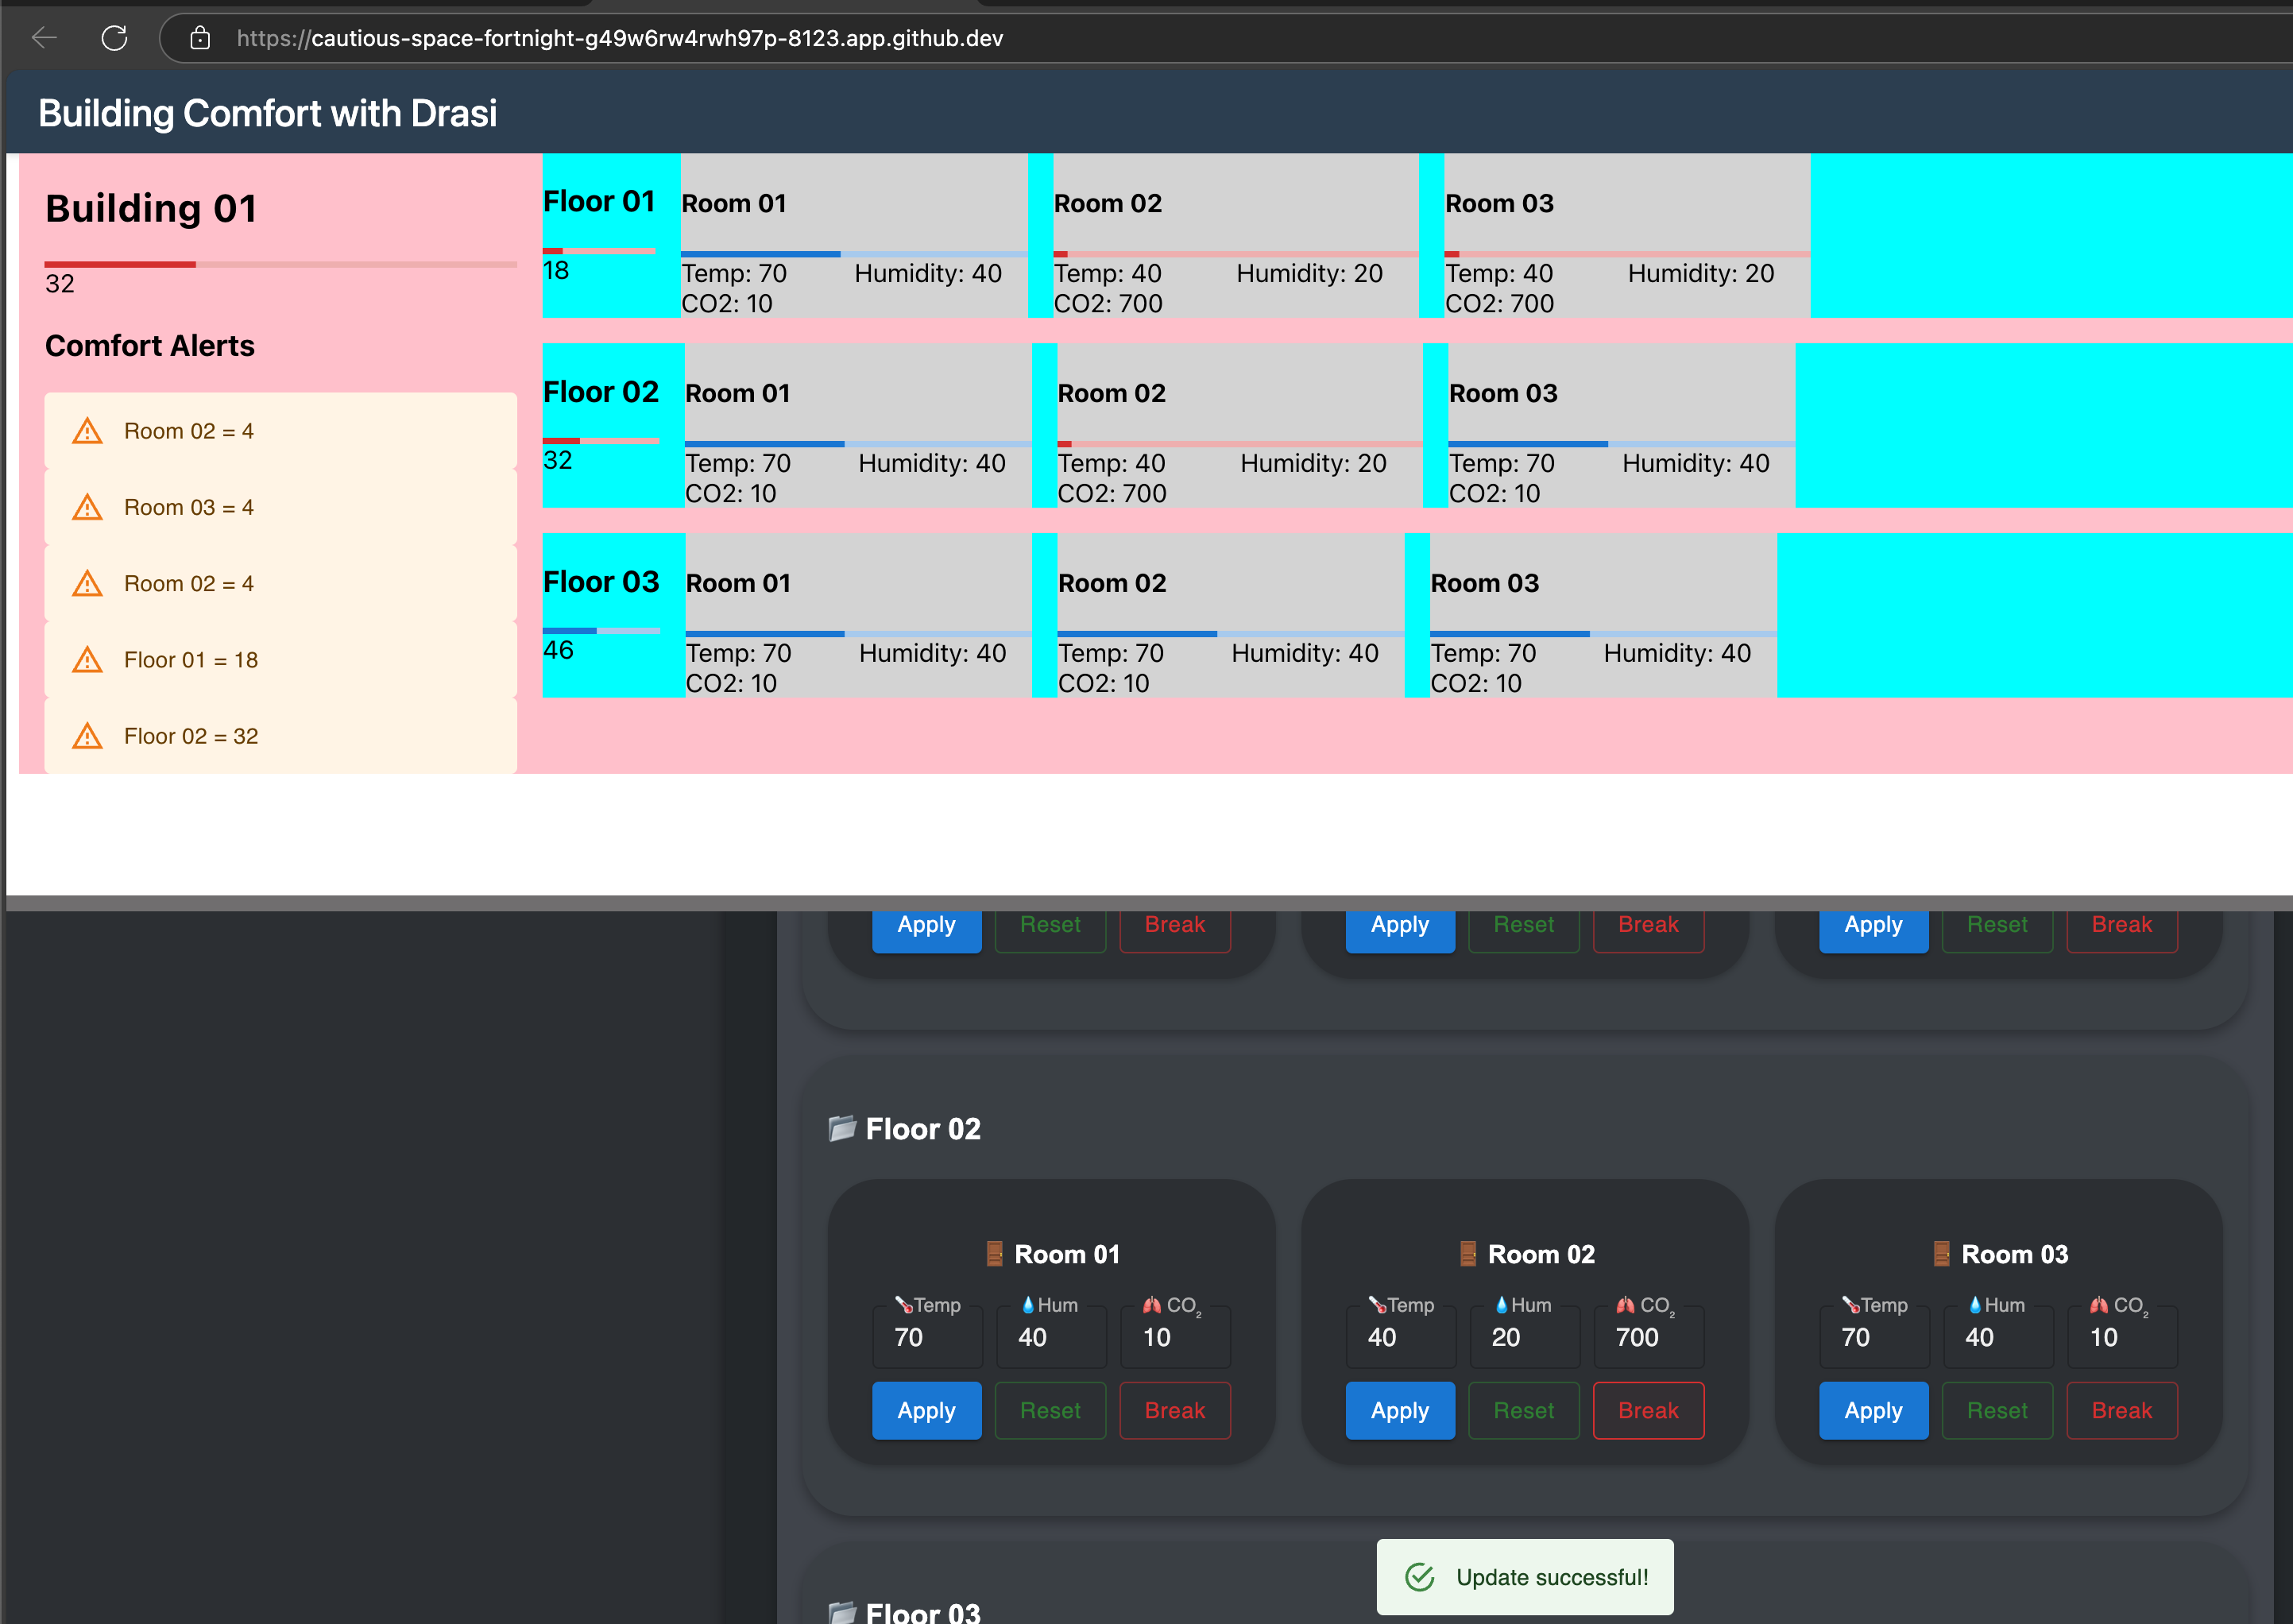 https://cautious-space-fortnight-g49w6rw4rwh97p-8123.app.github.dev
Building Comfort with Drasi
Building 01
32
Comfort Alerts
Room 02 = 4
Room 03 = 4
Room 02 = 4
Floor 01 = 18
Floor 02 = 32
Floor 01
18
Room 01
Temp: 70 Humidity: 40
CO2: 10
Room 02
Temp: 40 Humidity: 20
CO2: 700
Room 03
Temp: 40 Humidity: 20
CO2: 700
Floor 02
32
Room 01
Temp: 70 Humidity: 40
CO2: 10
Room 02
Temp: 40 Humidity: 20
CO2: 700
Room 03
Temp: 70 Humidity: 40
CO2: 10
Floor 03
46
Room 01
Temp: 70 Humidity: 40
CO2: 10
Room 02
Temp: 70 Humidity: 40
CO2: 10
Room 03
Temp: 70 Humidity: 40
CO2: 10
Apply Reset Break Apply Reset Break Apply Reset Break
Floor 02
Room 01
Temp Hum CO₂
70 40 10
Apply Reset Break
Room 02
Temp Hum CO₂
40 20 700
Apply Reset Break
Room 03
Temp Hum CO₂
70 40 10
Apply Reset Break
Update successful!
Floor 03